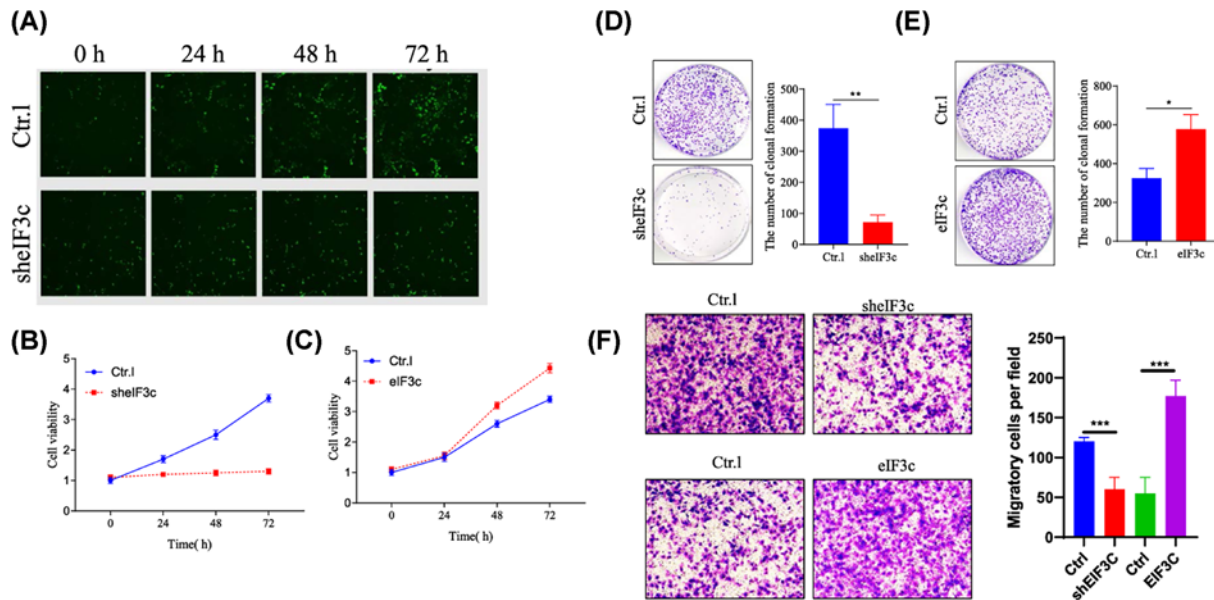 (A)
0 h 24 h 48 h 72 h
Ctr.l
sheIF3c
(B)
5
4
3
2
1
0
Cell viability
Ctr.l
sheIF3c
0 24 48 72
Time( h)
(C)
5
4
3
2
1
0
Cell viability
Ctr.l
eIF3c
0 24 48 72
Time( h)
(D)
Ctr.l
sheIF3c
The number of clonal formation
500
400
300
200
100
0
**
Ctr.l sheIF3c
(E)
Ctr.l
eIF3c
The number of clonal formation
800
600
400
200
0
*
Ctr.l eIF3c
(F)
Ctr.l sheIF3c
Ctr.l eIF3c
Migratory cells per field
250
200
150
100
50
0
***
***
Ctrl
shEIF3C
Ctrl
EIF3C